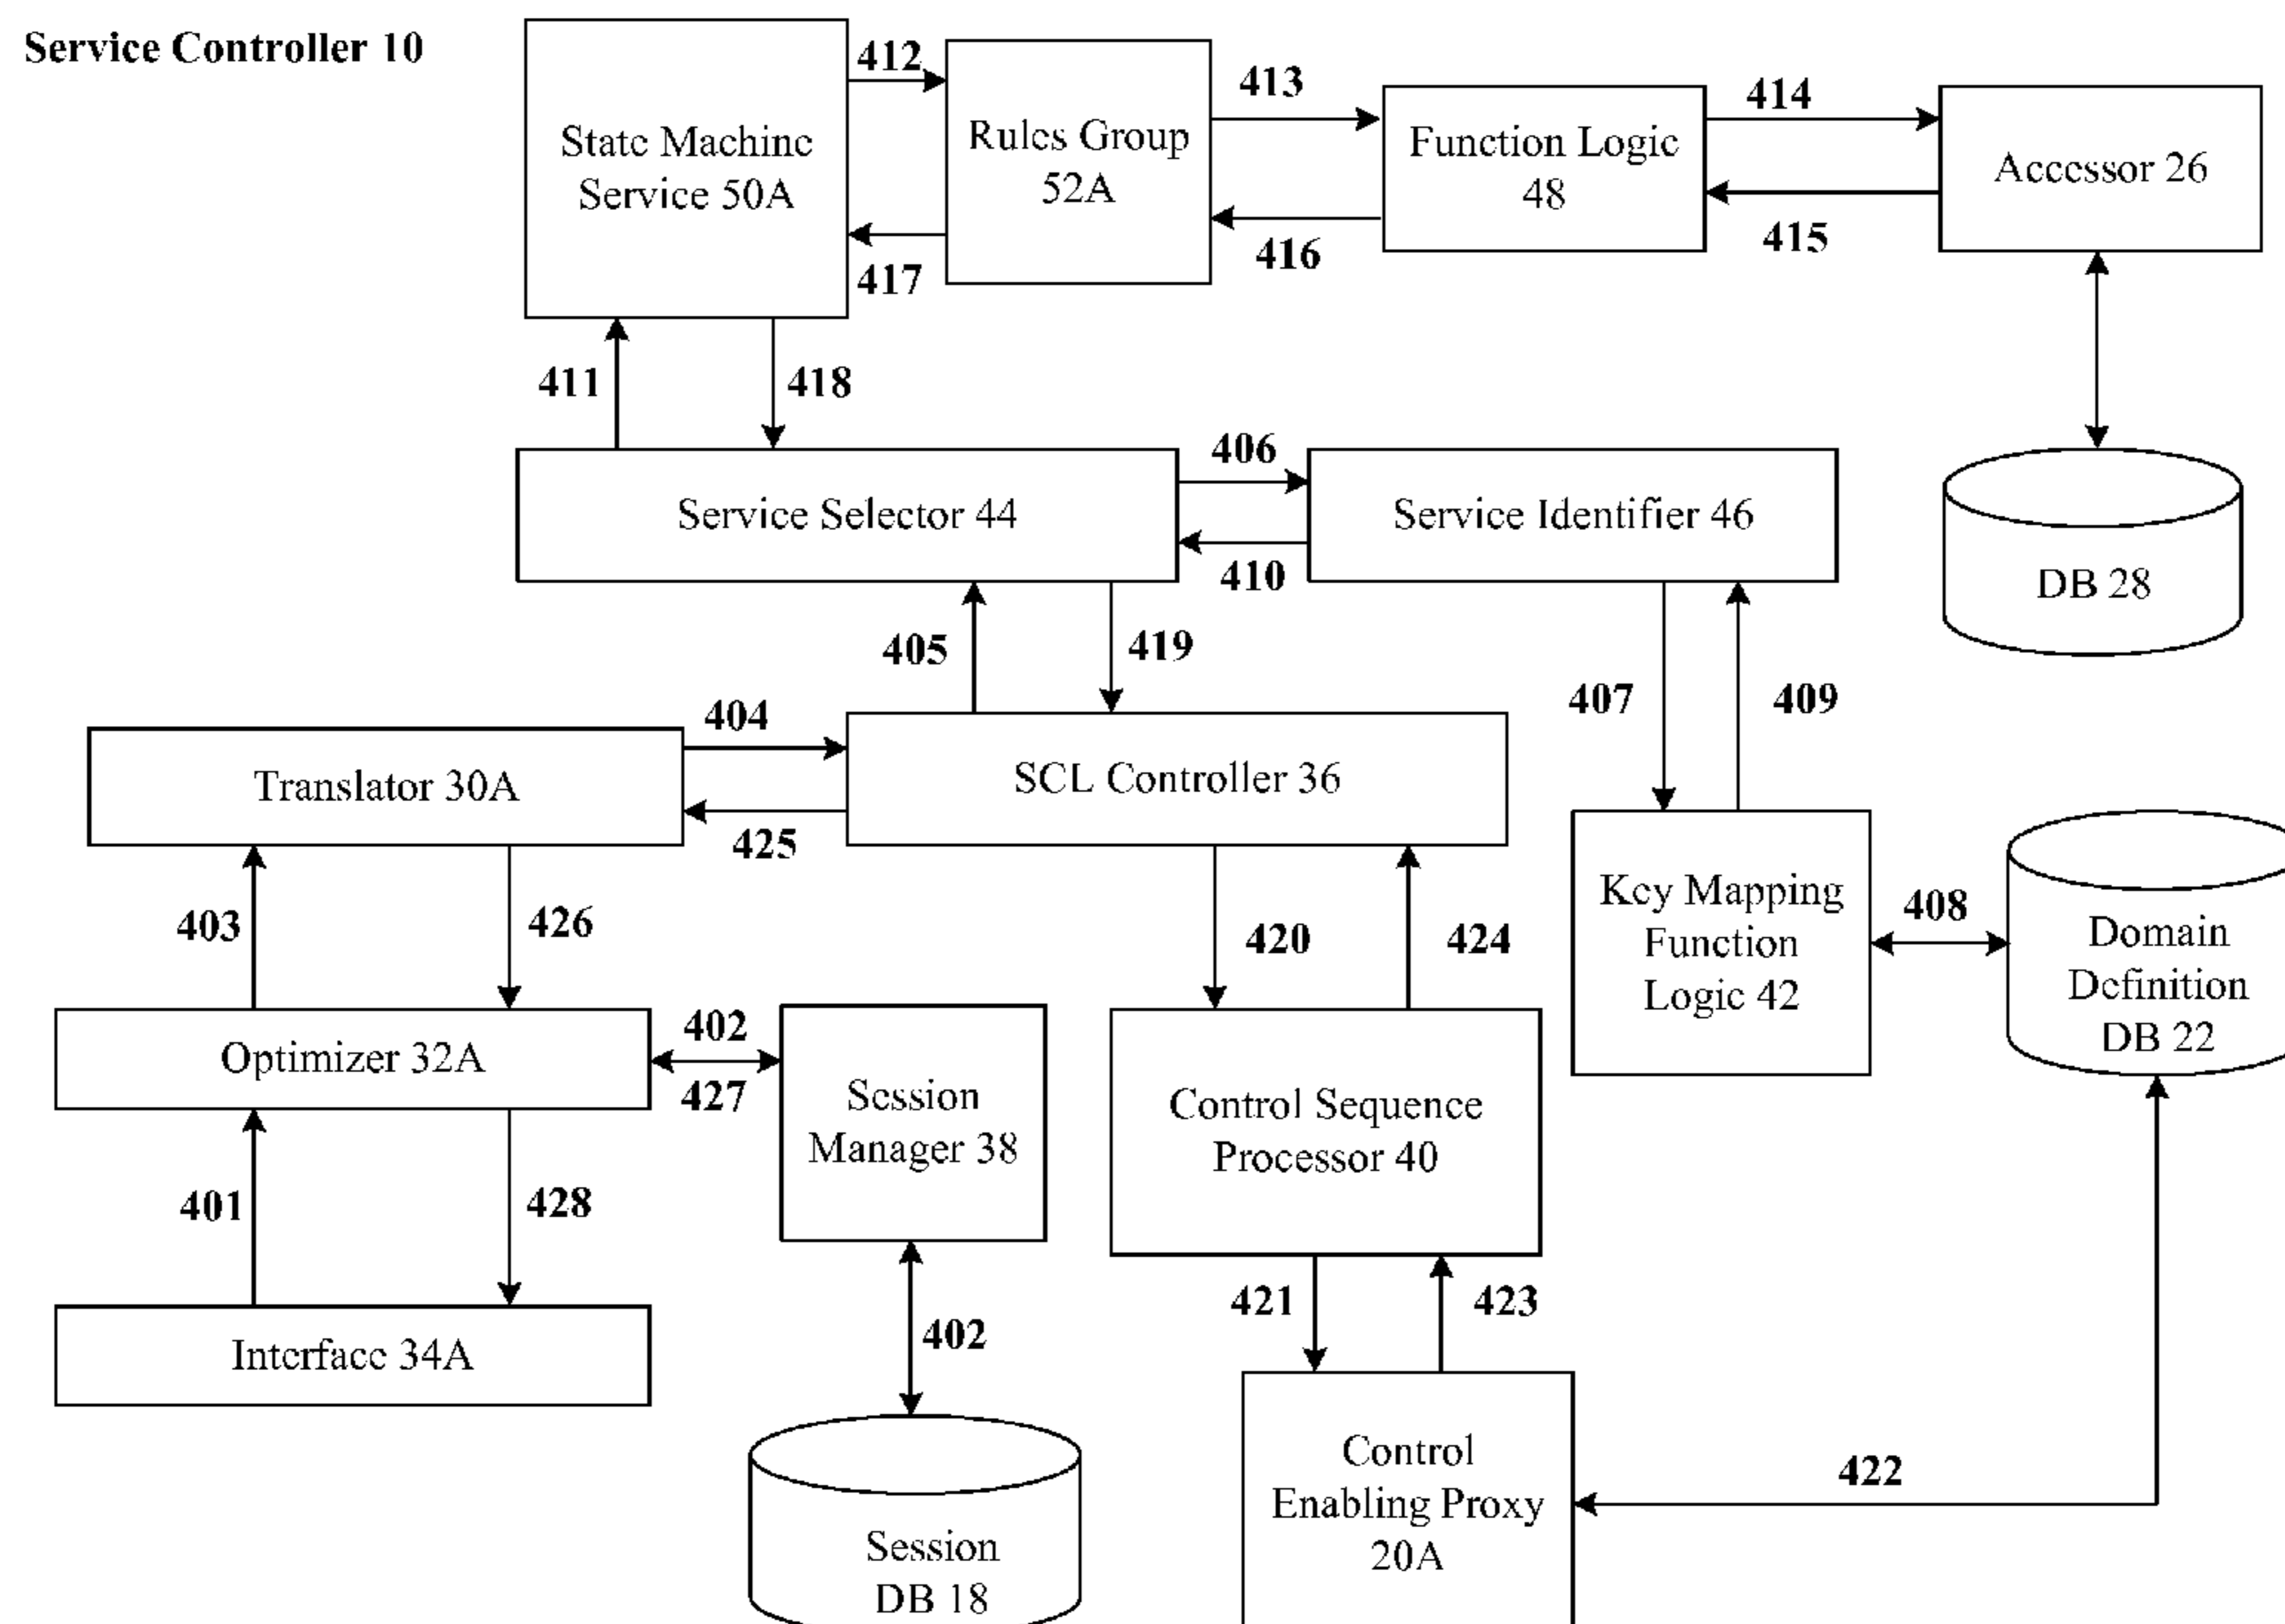 Service Controller 10
State Machine
Service 50A
412
417
Rules Group
52A
413
416
Function Logic
48
414
415
Accessor 26
411
418
DB 28
Service Selector 44
406
410
Service Identifier 46
405
419
407
409
Translator 30A
404
425
SCL Controller 36
403
426
420
424
Key Mapping
Function
Logic 42
408
Domain
Definition
DB 22
Optimizer 32A
402
427
Session
Manager 38
Control Sequence
Processor 40
401
428
Interface 34A
402
421
423
Session
DB 18
Control
Enabling Proxy
20A
422